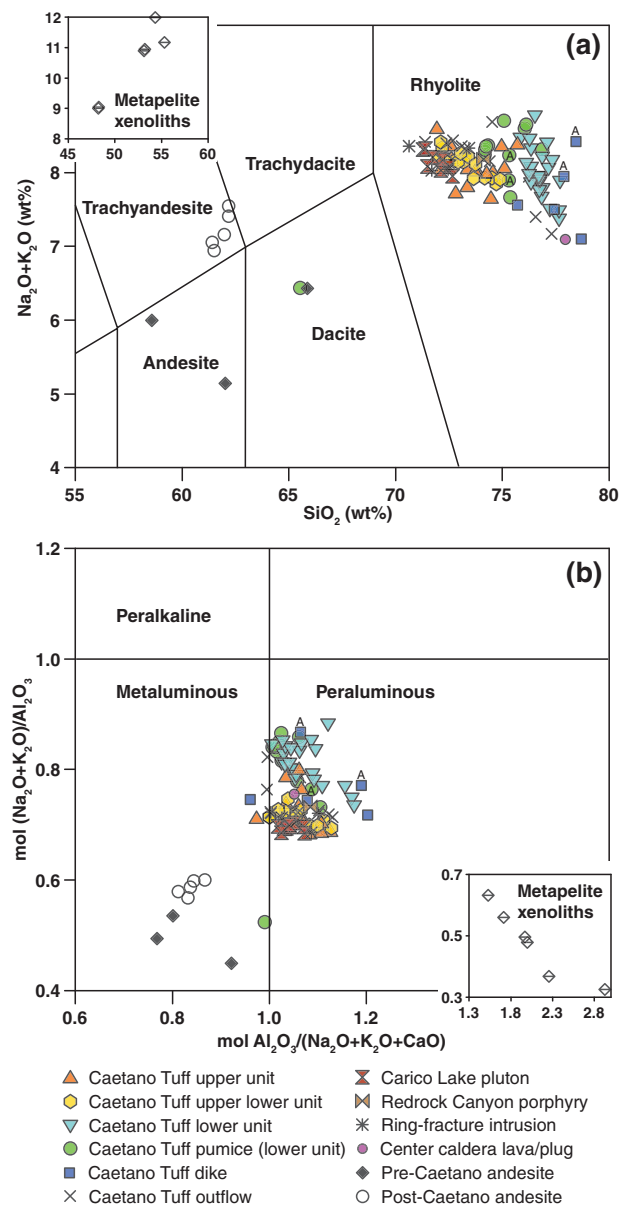 12
11
10
9
8
45 50 55 60
Metapelite
xenoliths
(a)
Rhyolite
Trachydacite
Trachyandesite
Andesite
Dacite
A
A
A
A
8
7
6
5
4
Na₂O+K₂O (wt%)
55 60 65 70 75 80
SiO₂ (wt%)
(b)
1.2
1.0
0.8
0.6
0.4
mol (Na₂O+K₂O)/Al₂O₃
Peralkaline
Metaluminous
Peraluminous
A
A
A
0.7
0.5
0.3
Metapelite
xenoliths
1.3 1.8 2.3 2.8
0.6 0.8 1.0 1.2
mol Al₂O₃/(Na₂O+K₂O+CaO)
Caetano Tuff upper unit
Caetano Tuff upper lower unit
Caetano Tuff lower unit
Caetano Tuff pumice (lower unit)
Caetano Tuff dike
Caetano Tuff outflow
Carico Lake pluton
Redrock Canyon porphyry
Ring-fracture intrusion
Center caldera lava/plug
Pre-Caetano andesite
Post-Caetano andesite